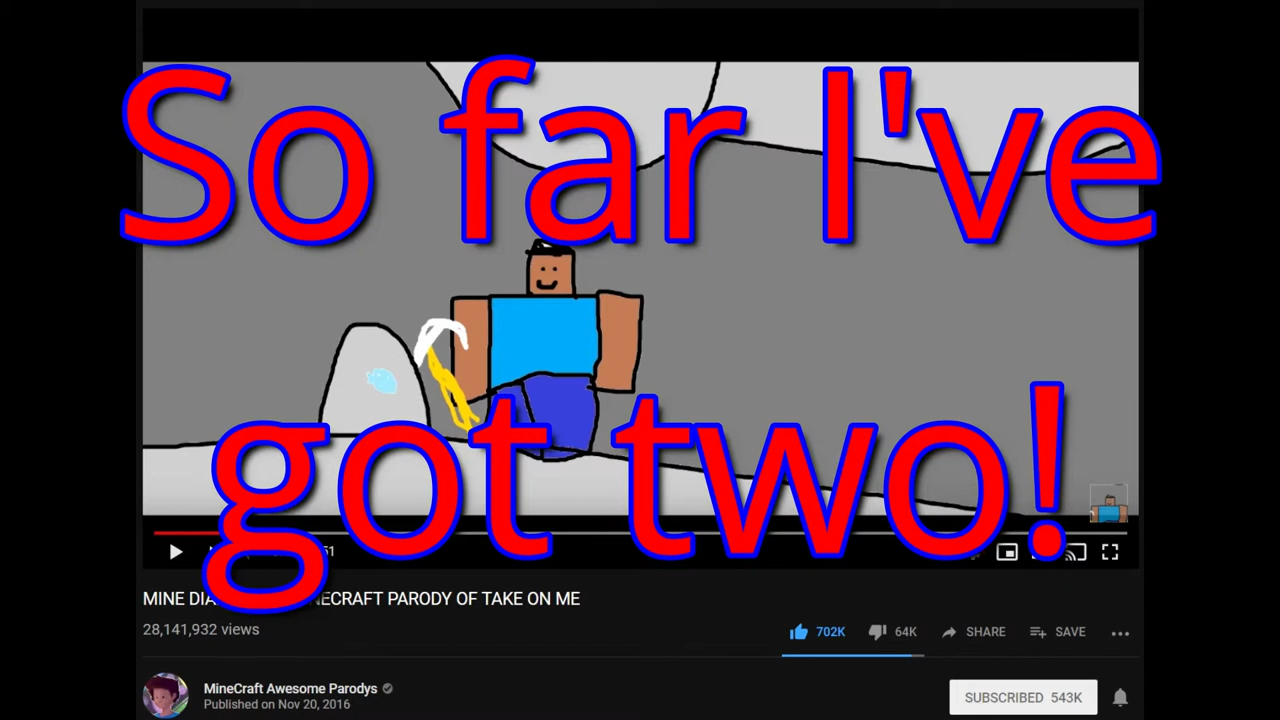 So far I've
got two!
MINE DIA
NECRAFT PARODY OF TAKE ON ME
28,141,932 views
702K
64K
SHARE
SAVE
MineCraft Awesome Parodys
Published on Nov 20, 2016
SUBSCRIBED 543K